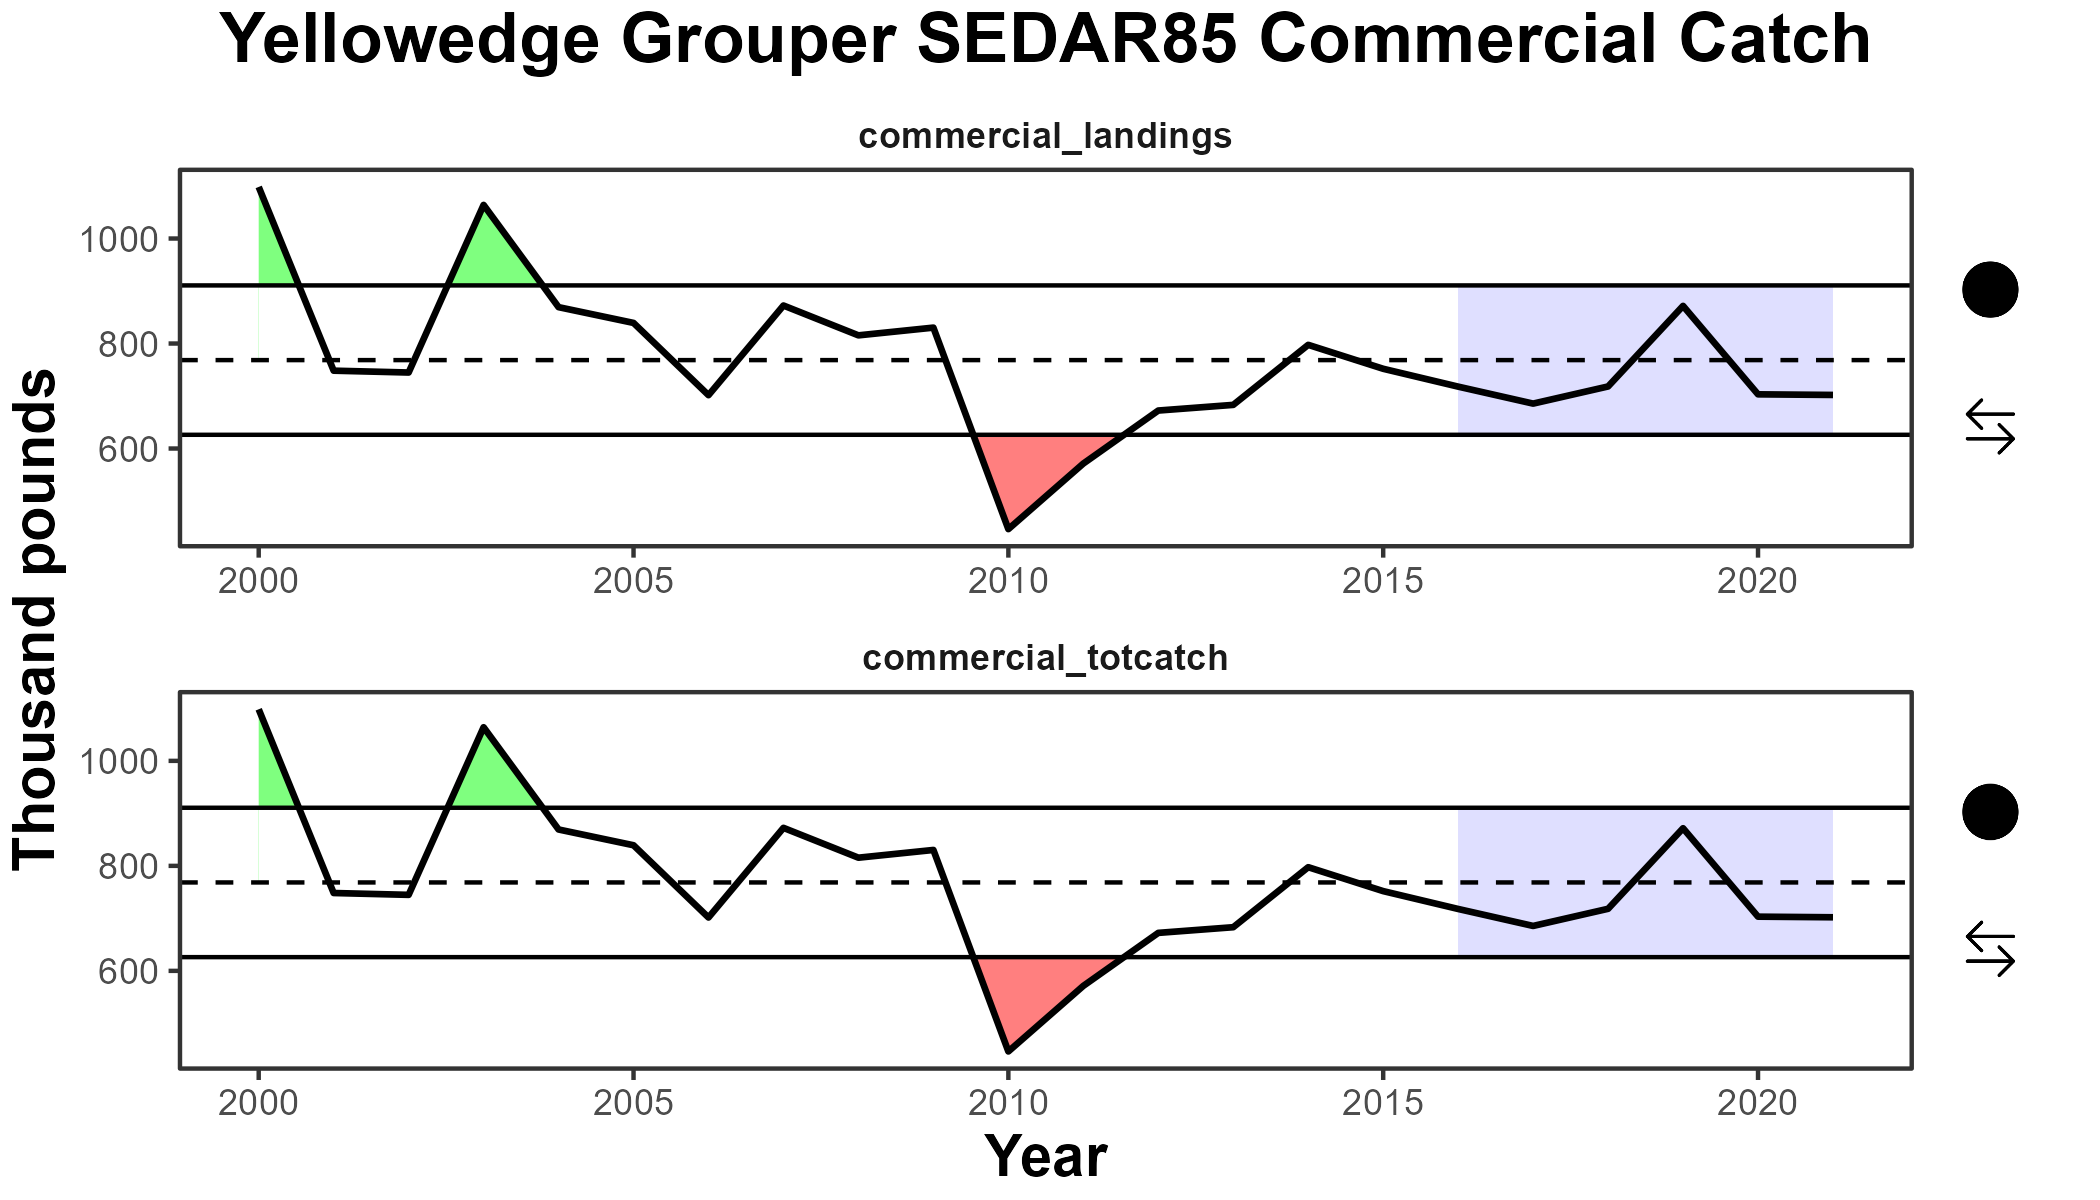 Yellowedge Grouper SEDAR85 Commercial Catch
commercial_landings
1000
800
600
2000 2005 2010 2015 2020
Thousand pounds
commercial_totcatch
1000
800
600
2000 2005 2010 2015 2020
Year